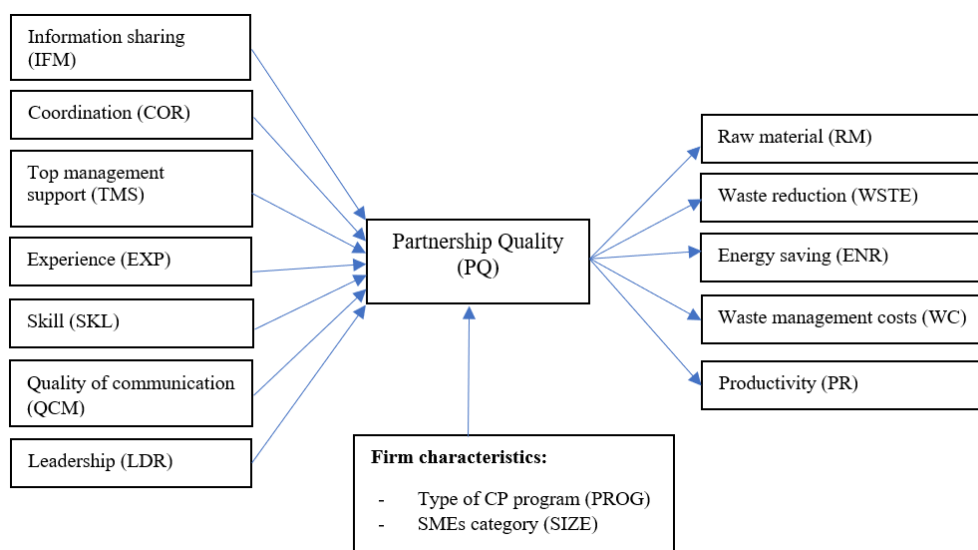 Information sharing
(IFM)
Coordination (COR)
Top management
support (TMS)
Experience (EXP)
Skill (SKL)
Quality of communication
(QCM)
Leadership (LDR)
Partnership Quality
(PQ)
Firm characteristics:
- Type of CP program (PROG)
- SMEs category (SIZE)
Raw material (RM)
Waste reduction (WSTE)
Energy saving (ENR)
Waste management costs (WC)
Productivity (PR)